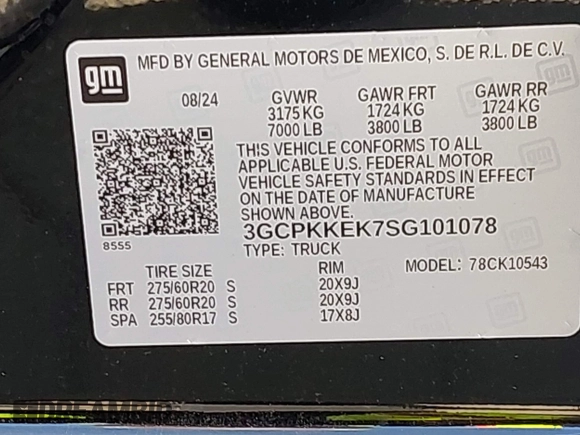 gm MFD BY GENERAL MOTORS DE MEXICO, S. DE R.L. DE C.V.
08/24 GVWR GAWR FRT GAWR RR
3175 KG 1724 KG 1724 KG
7000 LB 3800 LB 3800 LB
THIS VEHICLE CONFORMS TO ALL
APPLICABLE U.S. FEDERAL MOTOR
VEHICLE SAFETY STANDARDS IN EFFECT
ON THE DATE OF MANUFACTURE
SHOWN ABOVE.
3GCPKKEK7SG101078
8555
TYPE: TRUCK
TIRE SIZE RIM MODEL: 78CK10543
FRT 275/60R20 S 20X9J
RR 275/60R20 S 20X9J
SPA 255/80R17 S 17X8J